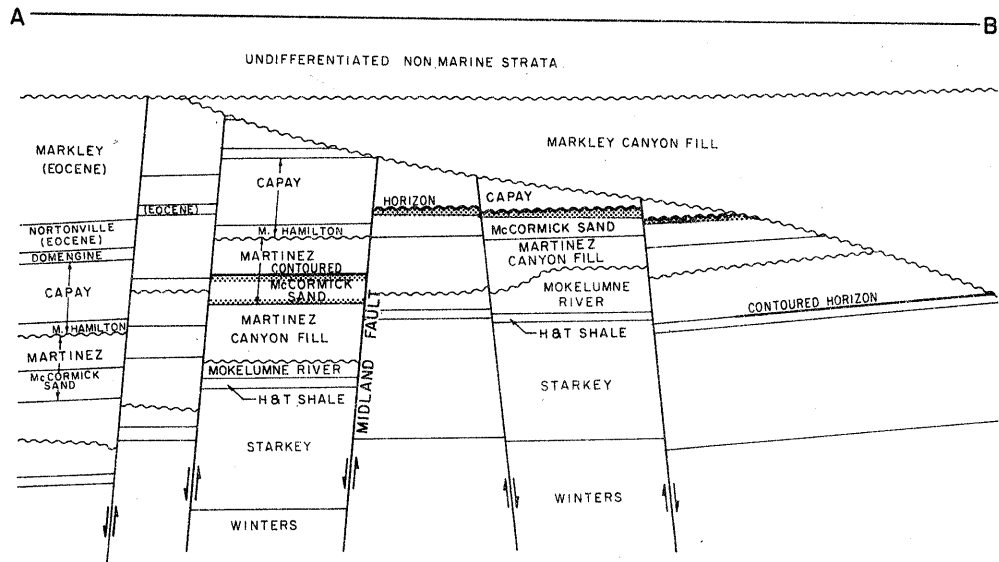 A
B
UNDIFFERENTIATED NON MARINE STRATA
MARKLEY
(EOCENE)
MARKLEY CANYON FILL
CAPAY
(EOCENE)
HORIZON
CAPAY
NORTONVILLE
(EOCENE)
M. HAMILTON
McCORMICK SAND
DOMENGINE
MARTINEZ
CONTOURED
MARTINEZ
CANYON FILL
CAPAY
McCORMICK
SAND
MOKELUMNE
RIVER
CONTOURED HORIZON
M. HAMILTON
MARTINEZ
CANYON FILL
H&T SHALE
MARTINEZ
McCORMICK
SAND
MOKELUMNE RIVER
MIDLAND FAULT
H&T SHALE
STARKEY
STARKEY
WINTERS
WINTERS